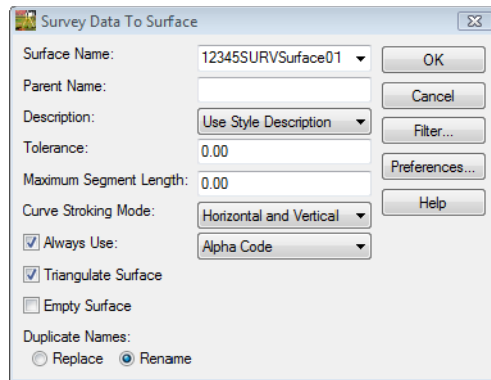 Survey Data To Surface
Surface Name: 12345SURVSurface01 OK
Parent Name: Cancel
Description: Use Style Description Filter...
Tolerance: 0.00 Preferences...
Maximum Segment Length: 0.00 Help
Curve Stroking Mode: Horizontal and Vertical
Always Use: Alpha Code
Triangulate Surface
Empty Surface
Duplicate Names:
Replace Rename